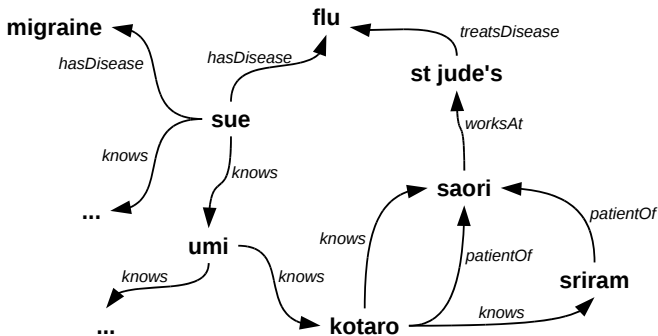 flu
migraine
treatsDisease
hasDisease
hasDisease
st jude's
sue
worksAt
knows
knows
...
saori
patientOf
umi
knows
patientOf
knows
knows
sriram
knows
...
kotaro